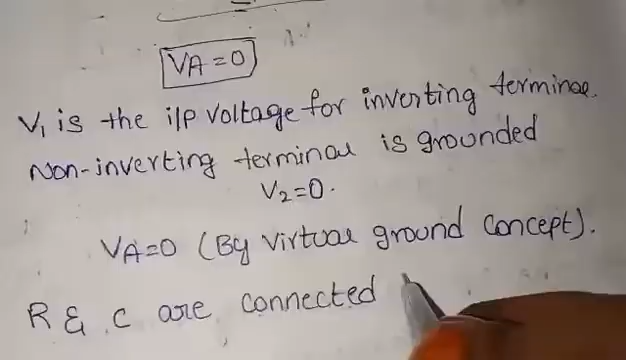 VA=0
V1 is the i/p voltage for inverting terminal.
Non-inverting terminal is grounded
V2=0.
VA=0 (By virtual ground concept).
R & C are connected